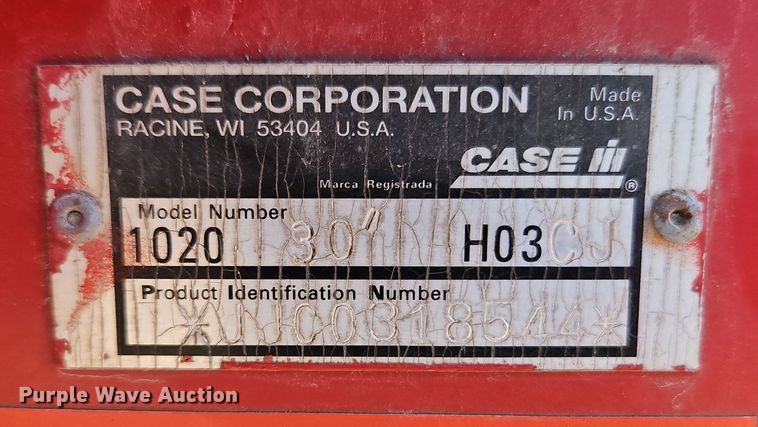 CASE CORPORATION
RACINE, WI 53404 U.S.A.
Made
In U.S.A.
CASE IH
Marca Registrada
®
Model Number
1020 30' H03CJ
Product Identification Number
*JJC0318544*
Purple Wave Auction